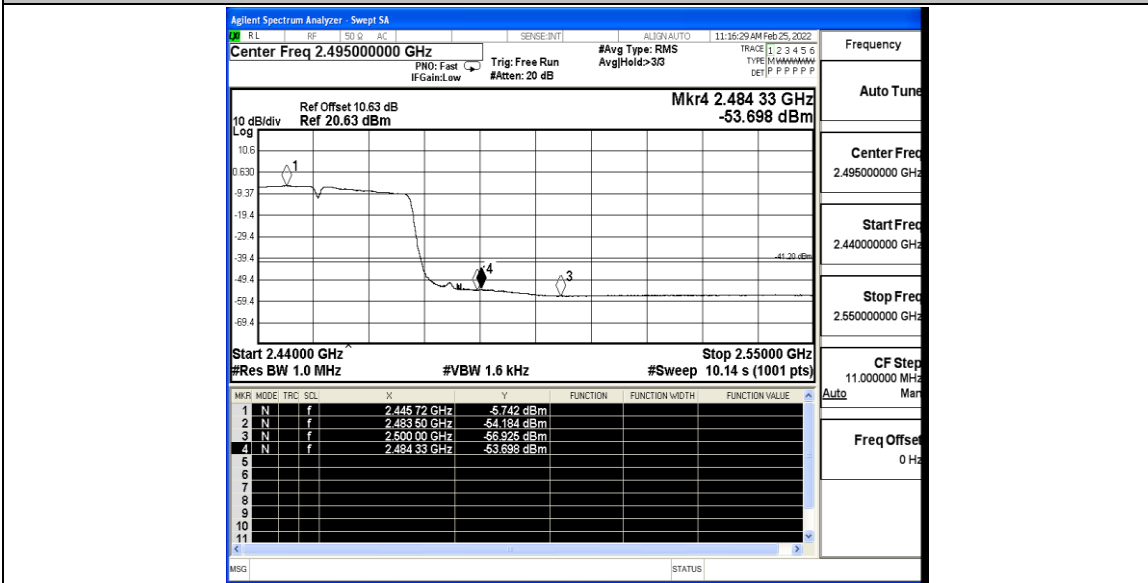 Agilent Spectrum Analyzer - Swept SA
LXI RL RF 50 Ω AC SENSE:INT ALIGN AUTO 11:16:29 AM Feb 25, 2022
Center Freq 2.495000000 GHz
PNO: Fast
IFGain:Low
Trig: Free Run
#Atten: 20 dB
#Avg Type: RMS
Avg|Hold:>3/3
TRACE 1 2 3 4 5 6
TYPE M WWWWW
DET P P P P P P
Ref Offset 10.63 dB
10 dB/div Ref 20.63 dBm
Log
Mkr4 2.484 33 GHz
-53.698 dBm
10.6
0.630
-9.37
-19.4
-29.4
-39.4
-49.4
-59.4
-69.4
1
4
3
-41.20 dBm
Start 2.44000 GHz
Stop 2.55000 GHz
#Res BW 1.0 MHz
#VBW 1.6 kHz
#Sweep 10.14 s (1001 pts)
MKR MODE TRC SCL X Y FUNCTION FUNCTION WIDTH FUNCTION VALUE
1 N f 2.445 72 GHz -5.742 dBm
2 N f 2.483 50 GHz -54.184 dBm
3 N f 2.500 00 GHz -56.925 dBm
4 N f 2.484 33 GHz -53.698 dBm
5
6
7
8
9
10
11
MSG
STATUS
Frequency
Auto Tune
Center Freq
2.495000000 GHz
Start Freq
2.440000000 GHz
Stop Freq
2.550000000 GHz
CF Step
11.000000 MHz
Auto Man
Freq Offset
0 Hz